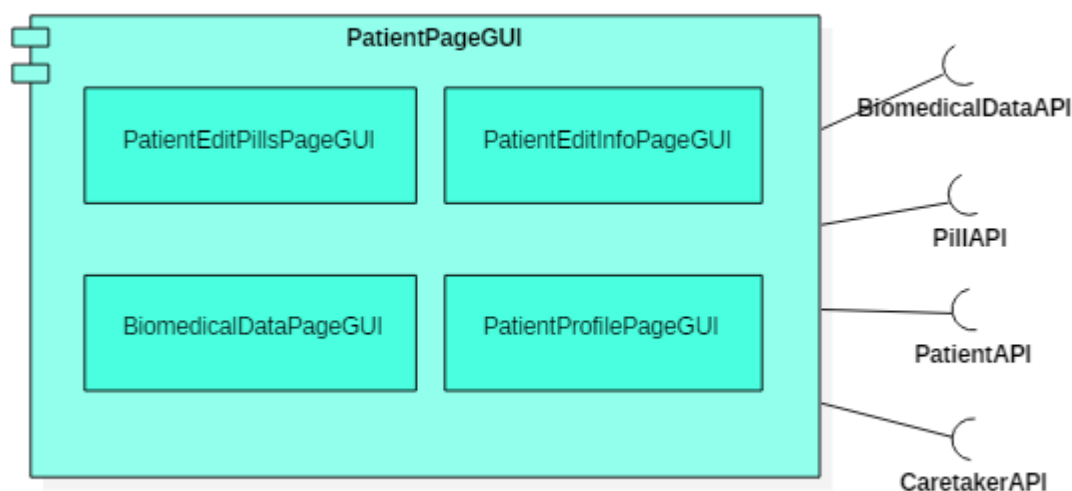 PatientPageGUI
PatientEditPillsPageGUI
PatientEditInfoPageGUI
BiomedicalDataPageGUI
PatientProfilePageGUI
BiomedicalDataAPI
PillAPI
PatientAPI
CaretakerAPI